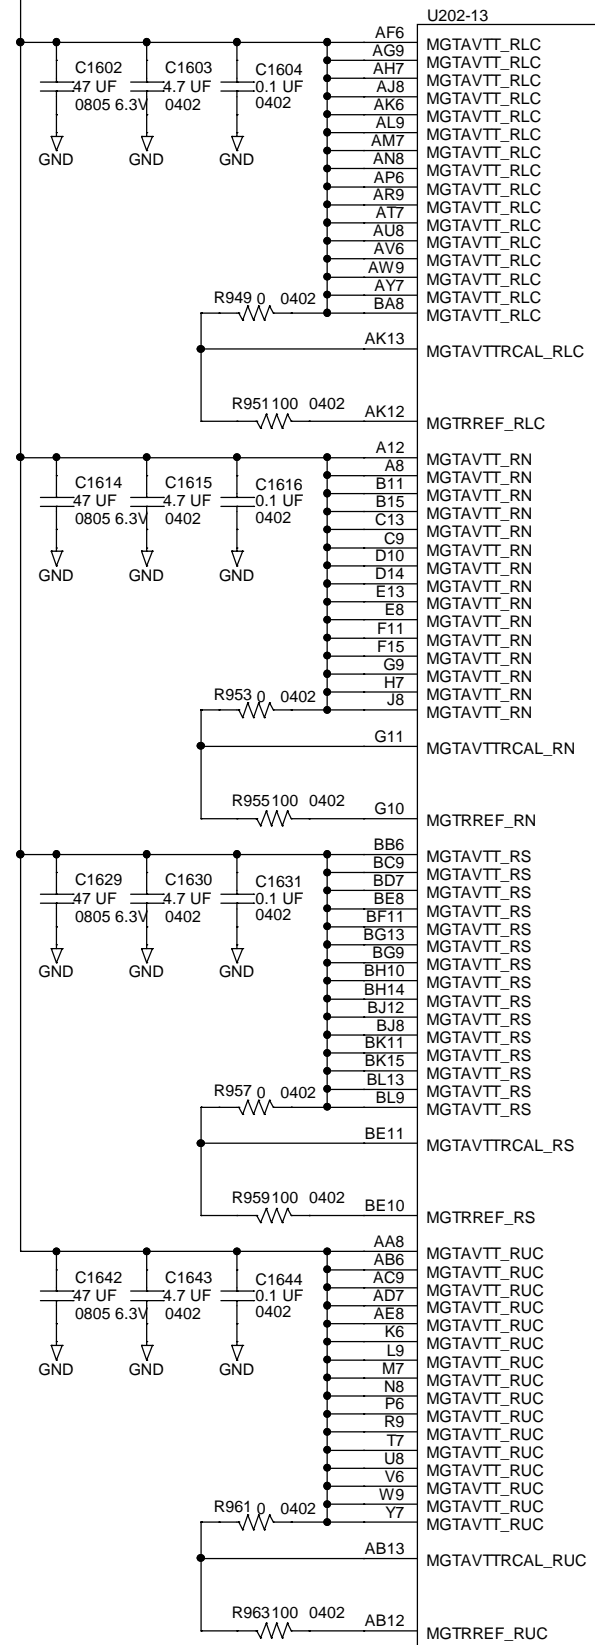 U202-13
AF6 MGTAVTT_RLC
AG9 MGTAVTT_RLC
C1602 C1603 C1604 AH7 MGTAVTT_RLC
47 UF 4.7 UF 0.1 UF AJ8 MGTAVTT_RLC
0805 6.3V 0402 0402 AK6 MGTAVTT_RLC
AL9 MGTAVTT_RLC
GND GND GND AM7 MGTAVTT_RLC
AN8 MGTAVTT_RLC
AP6 MGTAVTT_RLC
AR9 MGTAVTT_RLC
AT7 MGTAVTT_RLC
AU8 MGTAVTT_RLC
AV6 MGTAVTT_RLC
AW9 MGTAVTT_RLC
AY7 MGTAVTT_RLC
R949 0 0402 BA8 MGTAVTT_RLC
AK13 MGTAVTTRCAL_RLC
R951 100 0402 AK12 MGTRREF_RLC
A12 MGTAVTT_RN
A8 MGTAVTT_RN
C1614 C1615 C1616 B11 MGTAVTT_RN
47 UF 4.7 UF 0.1 UF B15 MGTAVTT_RN
0805 6.3V 0402 0402 C13 MGTAVTT_RN
C9 MGTAVTT_RN
GND GND GND D10 MGTAVTT_RN
D14 MGTAVTT_RN
E13 MGTAVTT_RN
E8 MGTAVTT_RN
F11 MGTAVTT_RN
F15 MGTAVTT_RN
G9 MGTAVTT_RN
H7 MGTAVTT_RN
R953 0 0402 J8 MGTAVTT_RN
G11 MGTAVTTRCAL_RN
R955 100 0402 G10 MGTRREF_RN
BB6 MGTAVTT_RS
BC9 MGTAVTT_RS
C1629 C1630 C1631 BD7 MGTAVTT_RS
47 UF 4.7 UF 0.1 UF BE8 MGTAVTT_RS
0805 6.3V 0402 0402 BF11 MGTAVTT_RS
BG13 MGTAVTT_RS
GND GND GND BG9 MGTAVTT_RS
BH10 MGTAVTT_RS
BH14 MGTAVTT_RS
BJ12 MGTAVTT_RS
BJ8 MGTAVTT_RS
BK11 MGTAVTT_RS
BK15 MGTAVTT_RS
BL13 MGTAVTT_RS
R957 0 0402 BL9 MGTAVTT_RS
BE11 MGTAVTTRCAL_RS
R959 100 0402 BE10 MGTRREF_RS
AA8 MGTAVTT_RUC
AB6 MGTAVTT_RUC
C1642 C1643 C1644 AC9 MGTAVTT_RUC
47 UF 4.7 UF 0.1 UF AD7 MGTAVTT_RUC
0805 6.3V 0402 0402 AE8 MGTAVTT_RUC
K6 MGTAVTT_RUC
GND GND GND L9 MGTAVTT_RUC
M7 MGTAVTT_RUC
N8 MGTAVTT_RUC
P6 MGTAVTT_RUC
R9 MGTAVTT_RUC
T7 MGTAVTT_RUC
U8 MGTAVTT_RUC
V6 MGTAVTT_RUC
W9 MGTAVTT_RUC
R961 0 0402 Y7 MGTAVTT_RUC
AB13 MGTAVTTRCAL_RUC
R963 100 0402 AB12 MGTRREF_RUC